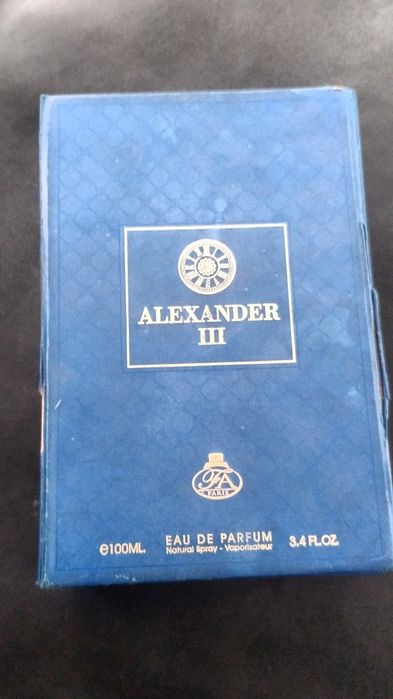 ALEXANDER
III
FA
PARIS
℮100ML.
EAU DE PARFUM
Natural Spray - Vaporisateur
3.4 FL.OZ.